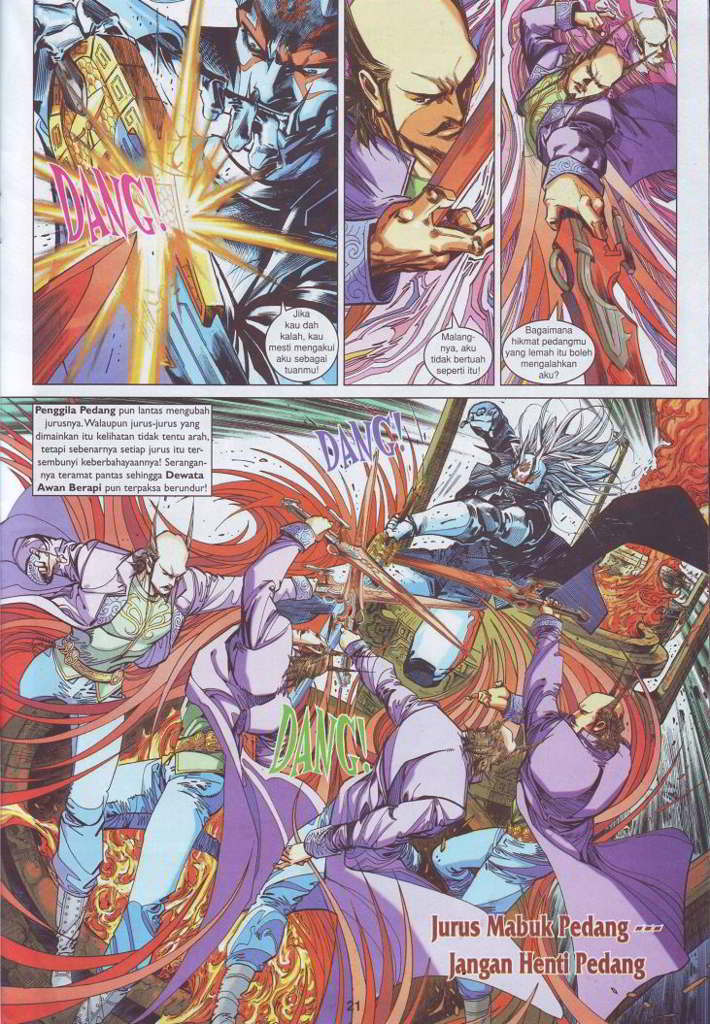 DANG!
Jika
kau dah
kalah, kau
mesti mengakui
aku sebagai
tuanmu!
Malang-
nya, aku
tidak bertuah
seperti itu!
Bagaimana
hikmat pedangmu
yang lemah itu boleh
mengalahkan
aku?
Penggila Pedang pun lantas mengubah
jurusnya. Walaupun jurus-jurus yang
dimainkan itu kelihatan tidak tentu arah,
tetapi sebenarnya setiap jurus itu ter-
sembunyi keberbahayaannya! Serangan-
nya teramat pantas sehingga Dewata
Awan Berapi pun terpaksa berundur!
DANG!
DANG!
Jurus Mabuk Pedang ---
Jangan Henti Pedang
21